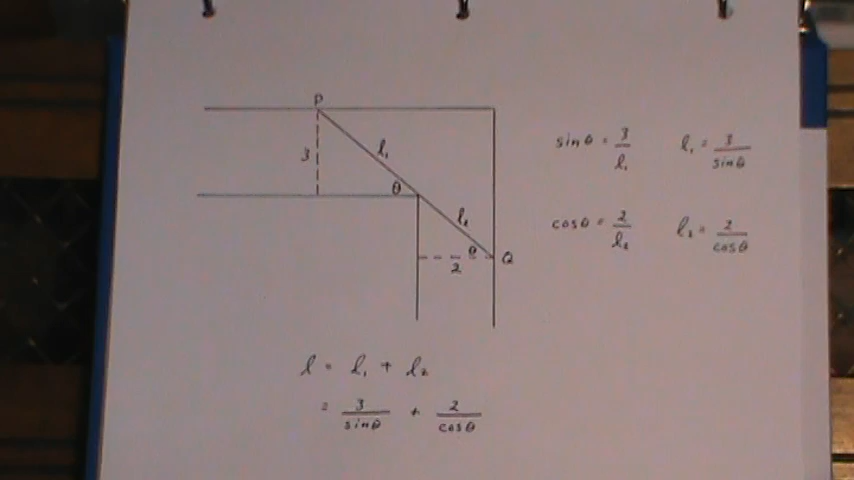 P
3
l₁
θ
l₂
θ
2
Q
sin θ = 3/l₁
l₁ = 3/sin θ
cos θ = 2/l₂
l₂ = 2/cos θ
l = l₁ + l₂
= 3/sin θ + 2/cos θ